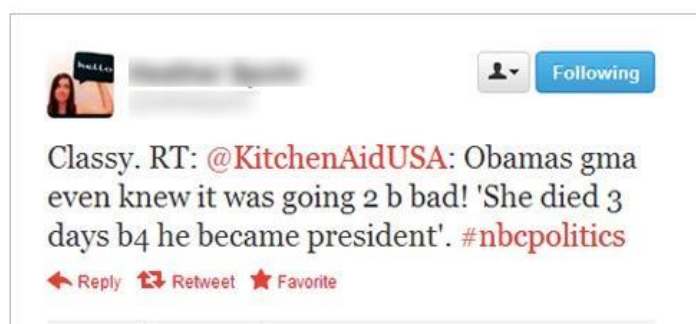 hello
Following
Classy. RT: @KitchenAidUSA: Obamas gma
even knew it was going 2 b bad! 'She died 3
days b4 he became president'. #nbcpolitics
Reply Retweet Favorite